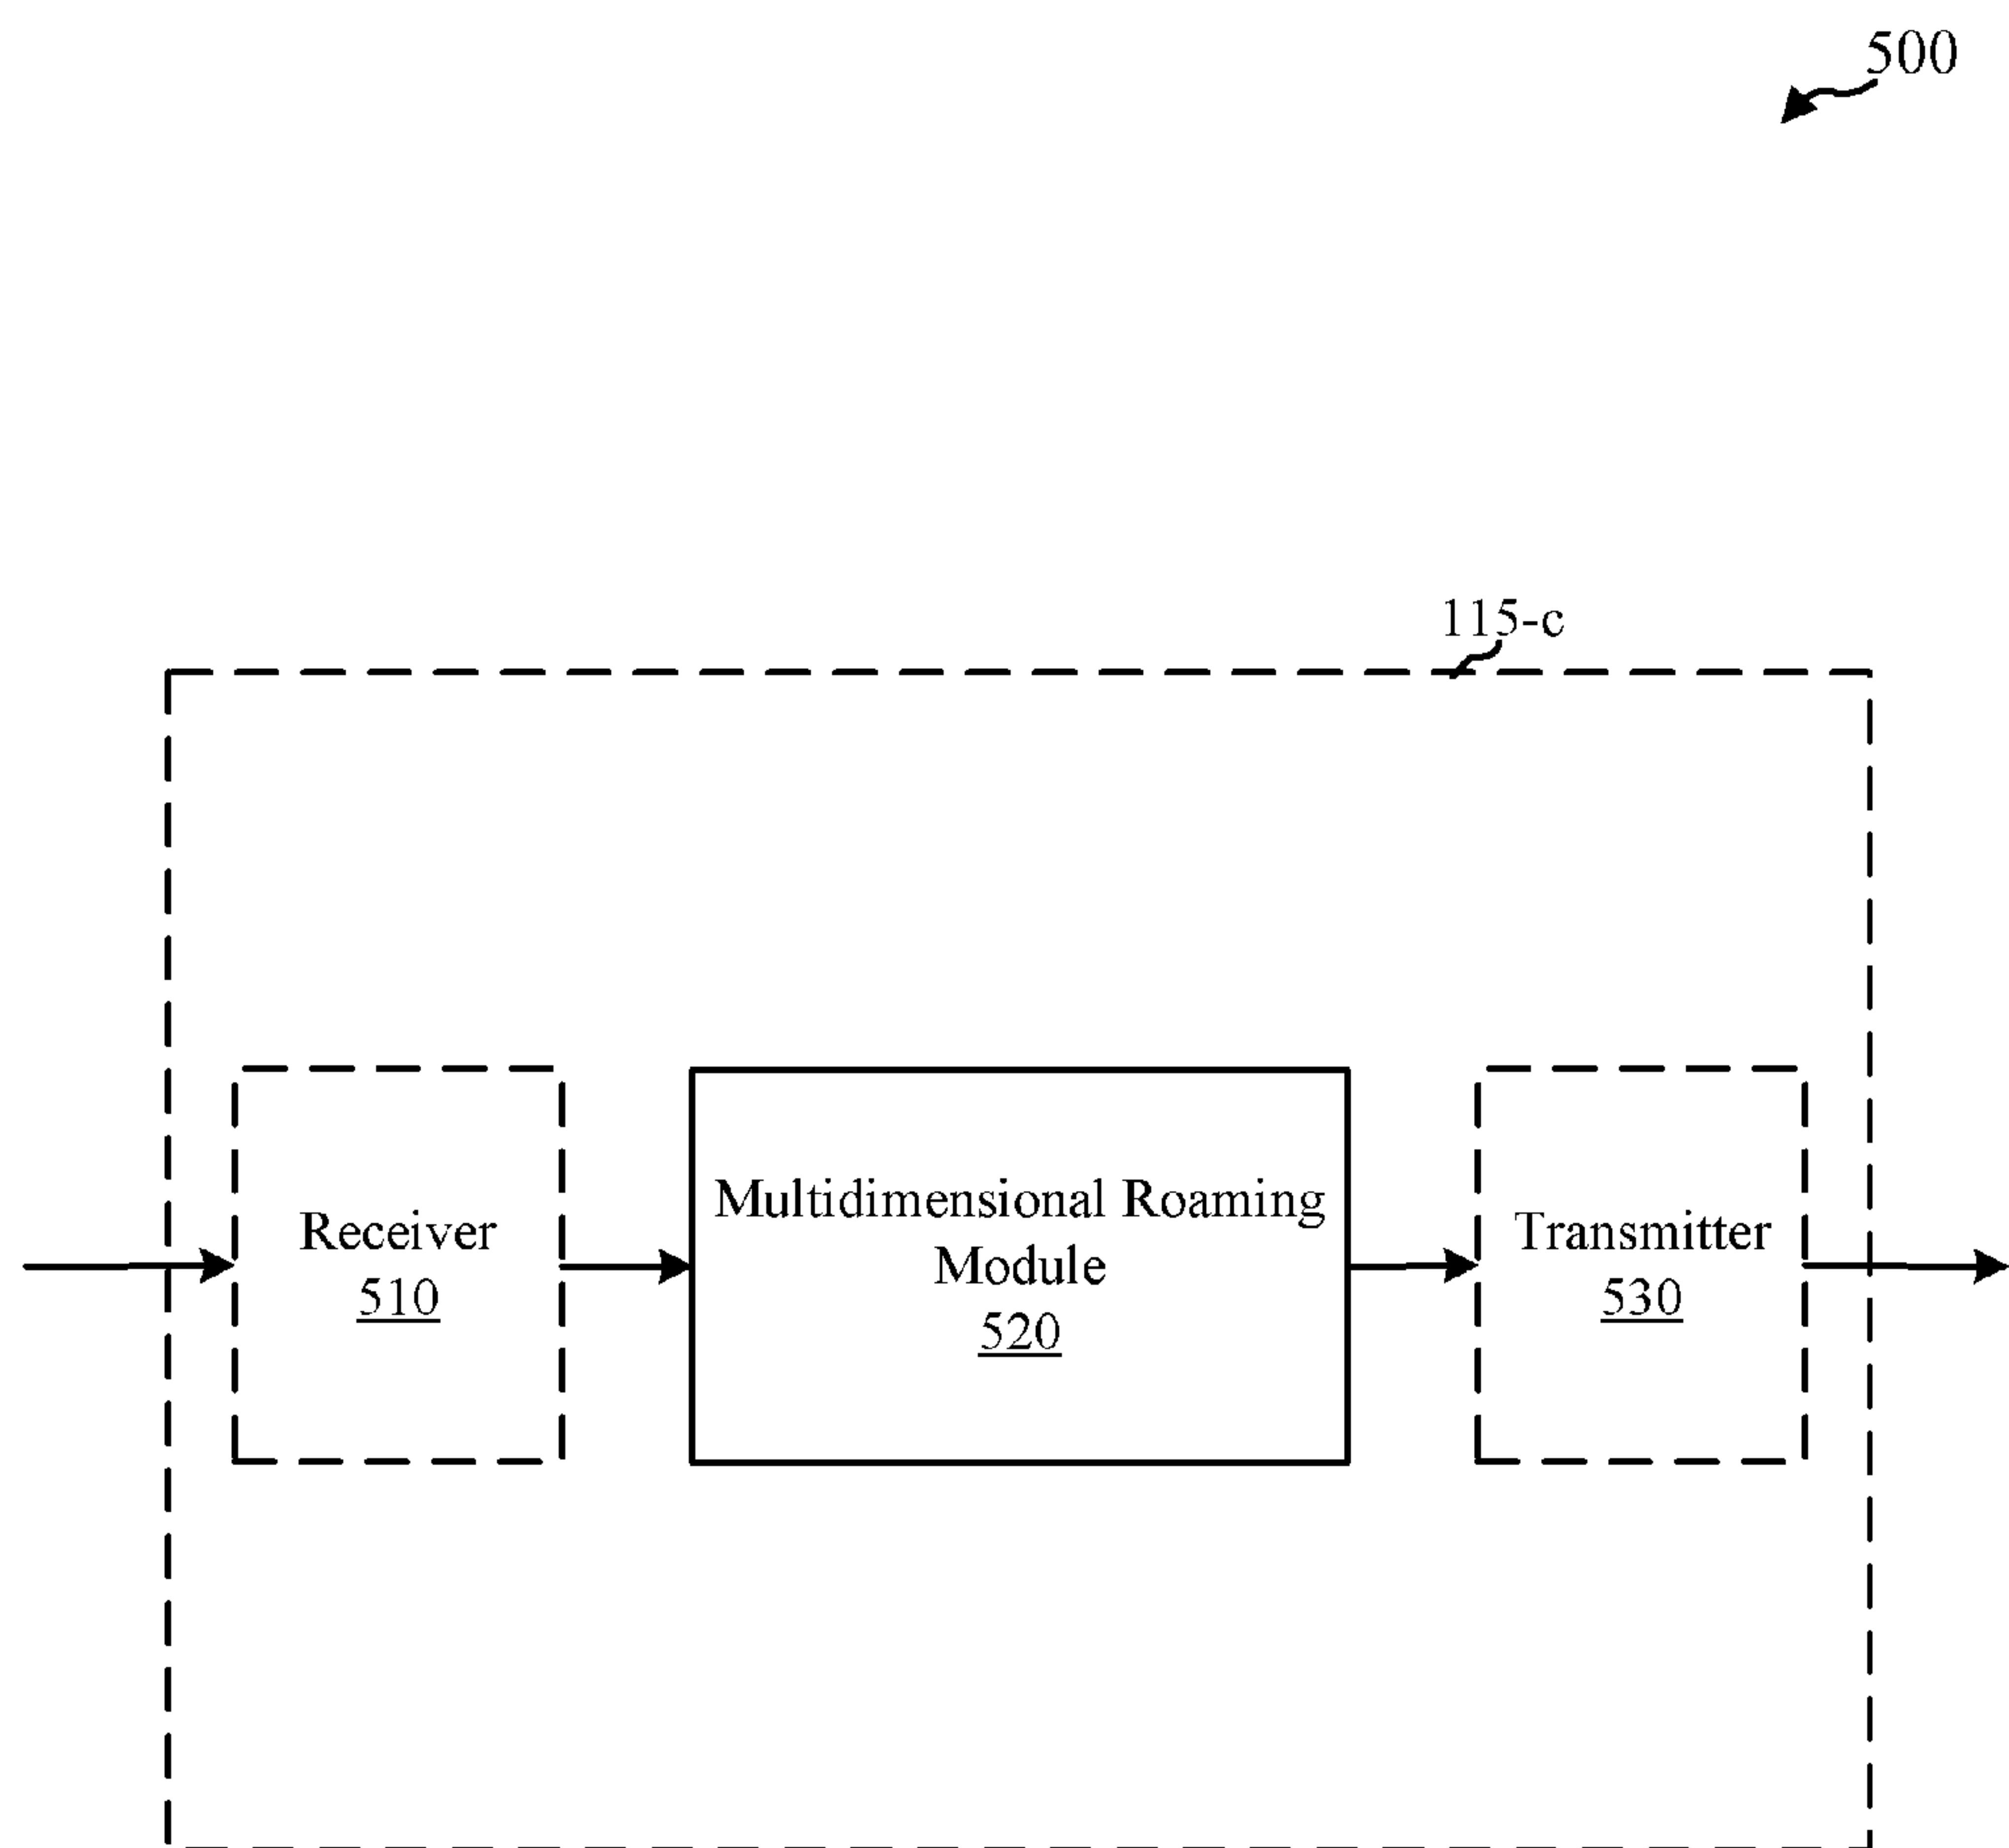 500
115-c
Receiver
510
Multidimensional Roaming
Module
520
Transmitter
530